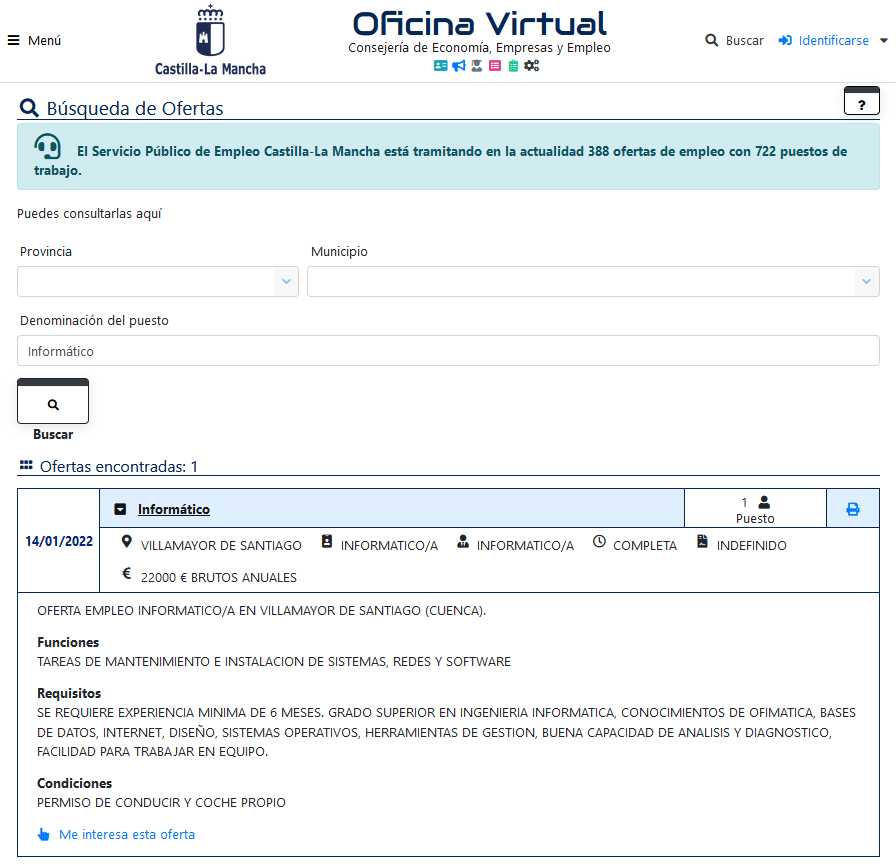 Menú
Castilla-La Mancha
Oficina Virtual
Consejería de Economía, Empresas y Empleo
Buscar
Identificarse
Búsqueda de Ofertas
?
El Servicio Público de Empleo Castilla-La Mancha está tramitando en la actualidad 388 ofertas de empleo con 722 puestos de
trabajo.
Puedes consultarlas aquí
Provincia
Municipio
Denominación del puesto
Informático
Buscar
Ofertas encontradas: 1
14/01/2022
Informático
1
Puesto
VILLAMAYOR DE SANTIAGO INFORMATICO/A INFORMATICO/A COMPLETA INDEFINIDO
€ 22000 € BRUTOS ANUALES
OFERTA EMPLEO INFORMATICO/A EN VILLAMAYOR DE SANTIAGO (CUENCA).
Funciones
TAREAS DE MANTENIMIENTO E INSTALACION DE SISTEMAS, REDES Y SOFTWARE
Requisitos
SE REQUIERE EXPERIENCIA MINIMA DE 6 MESES. GRADO SUPERIOR EN INGENIERIA INFORMATICA, CONOCIMIENTOS DE OFIMATICA, BASES
DE DATOS, INTERNET, DISEÑO, SISTEMAS OPERATIVOS, HERRAMIENTAS DE GESTION, BUENA CAPACIDAD DE ANALISIS Y DIAGNOSTICO,
FACILIDAD PARA TRABAJAR EN EQUIPO.
Condiciones
PERMISO DE CONDUCIR Y COCHE PROPIO
Me interesa esta oferta